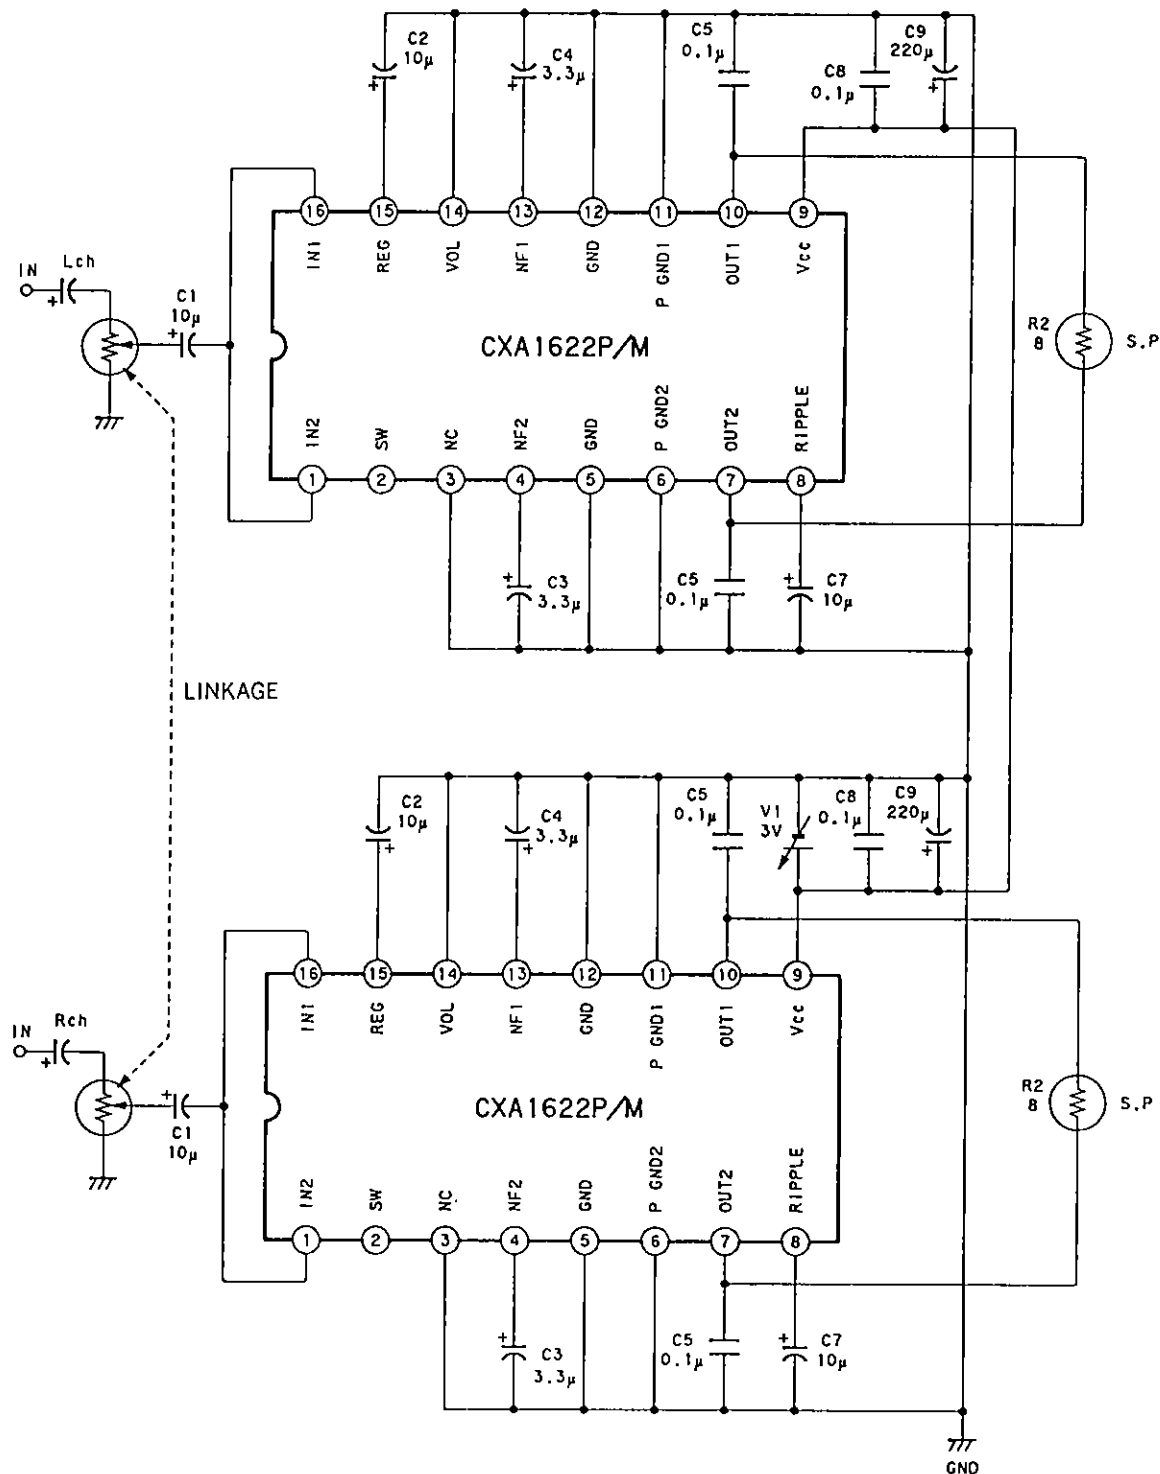 C2
10μ
C4
3.3μ
C5
0.1μ
C8
0.1μ
C9
220μ
16
15
14
13
12
11
10
9
IN1
REG
VOL
NF1
GND
P GND1
OUT1
Vcc
IN
Lch
+
C1
10μ
CXA1622P/M
R2
8
S.P
IN2
SW
NC
NF2
GND
P GND2
OUT2
RIPPLE
1
2
3
4
5
6
7
8
C3
3.3μ
C5
0.1μ
C7
10μ
LINKAGE
C2
10μ
C4
3.3μ
C5
0.1μ
V1
3V
C8
0.1μ
C9
220μ
16
15
14
13
12
11
10
9
IN1
REG
VOL
NF1
GND
P GND1
OUT1
Vcc
IN
Rch
+
C1
10μ
CXA1622P/M
R2
8
S.P
IN2
SW
NC
NF2
GND
P GND2
OUT2
RIPPLE
1
2
3
4
5
6
7
8
C3
3.3μ
C5
0.1μ
C7
10μ
GND